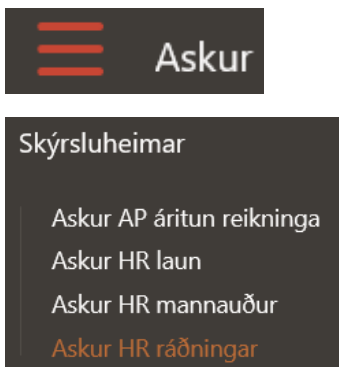 Askur
Skýrsluheimar
Askur AP áritun reikninga
Askur HR laun
Askur HR mannauður
Askur HR ráðningar